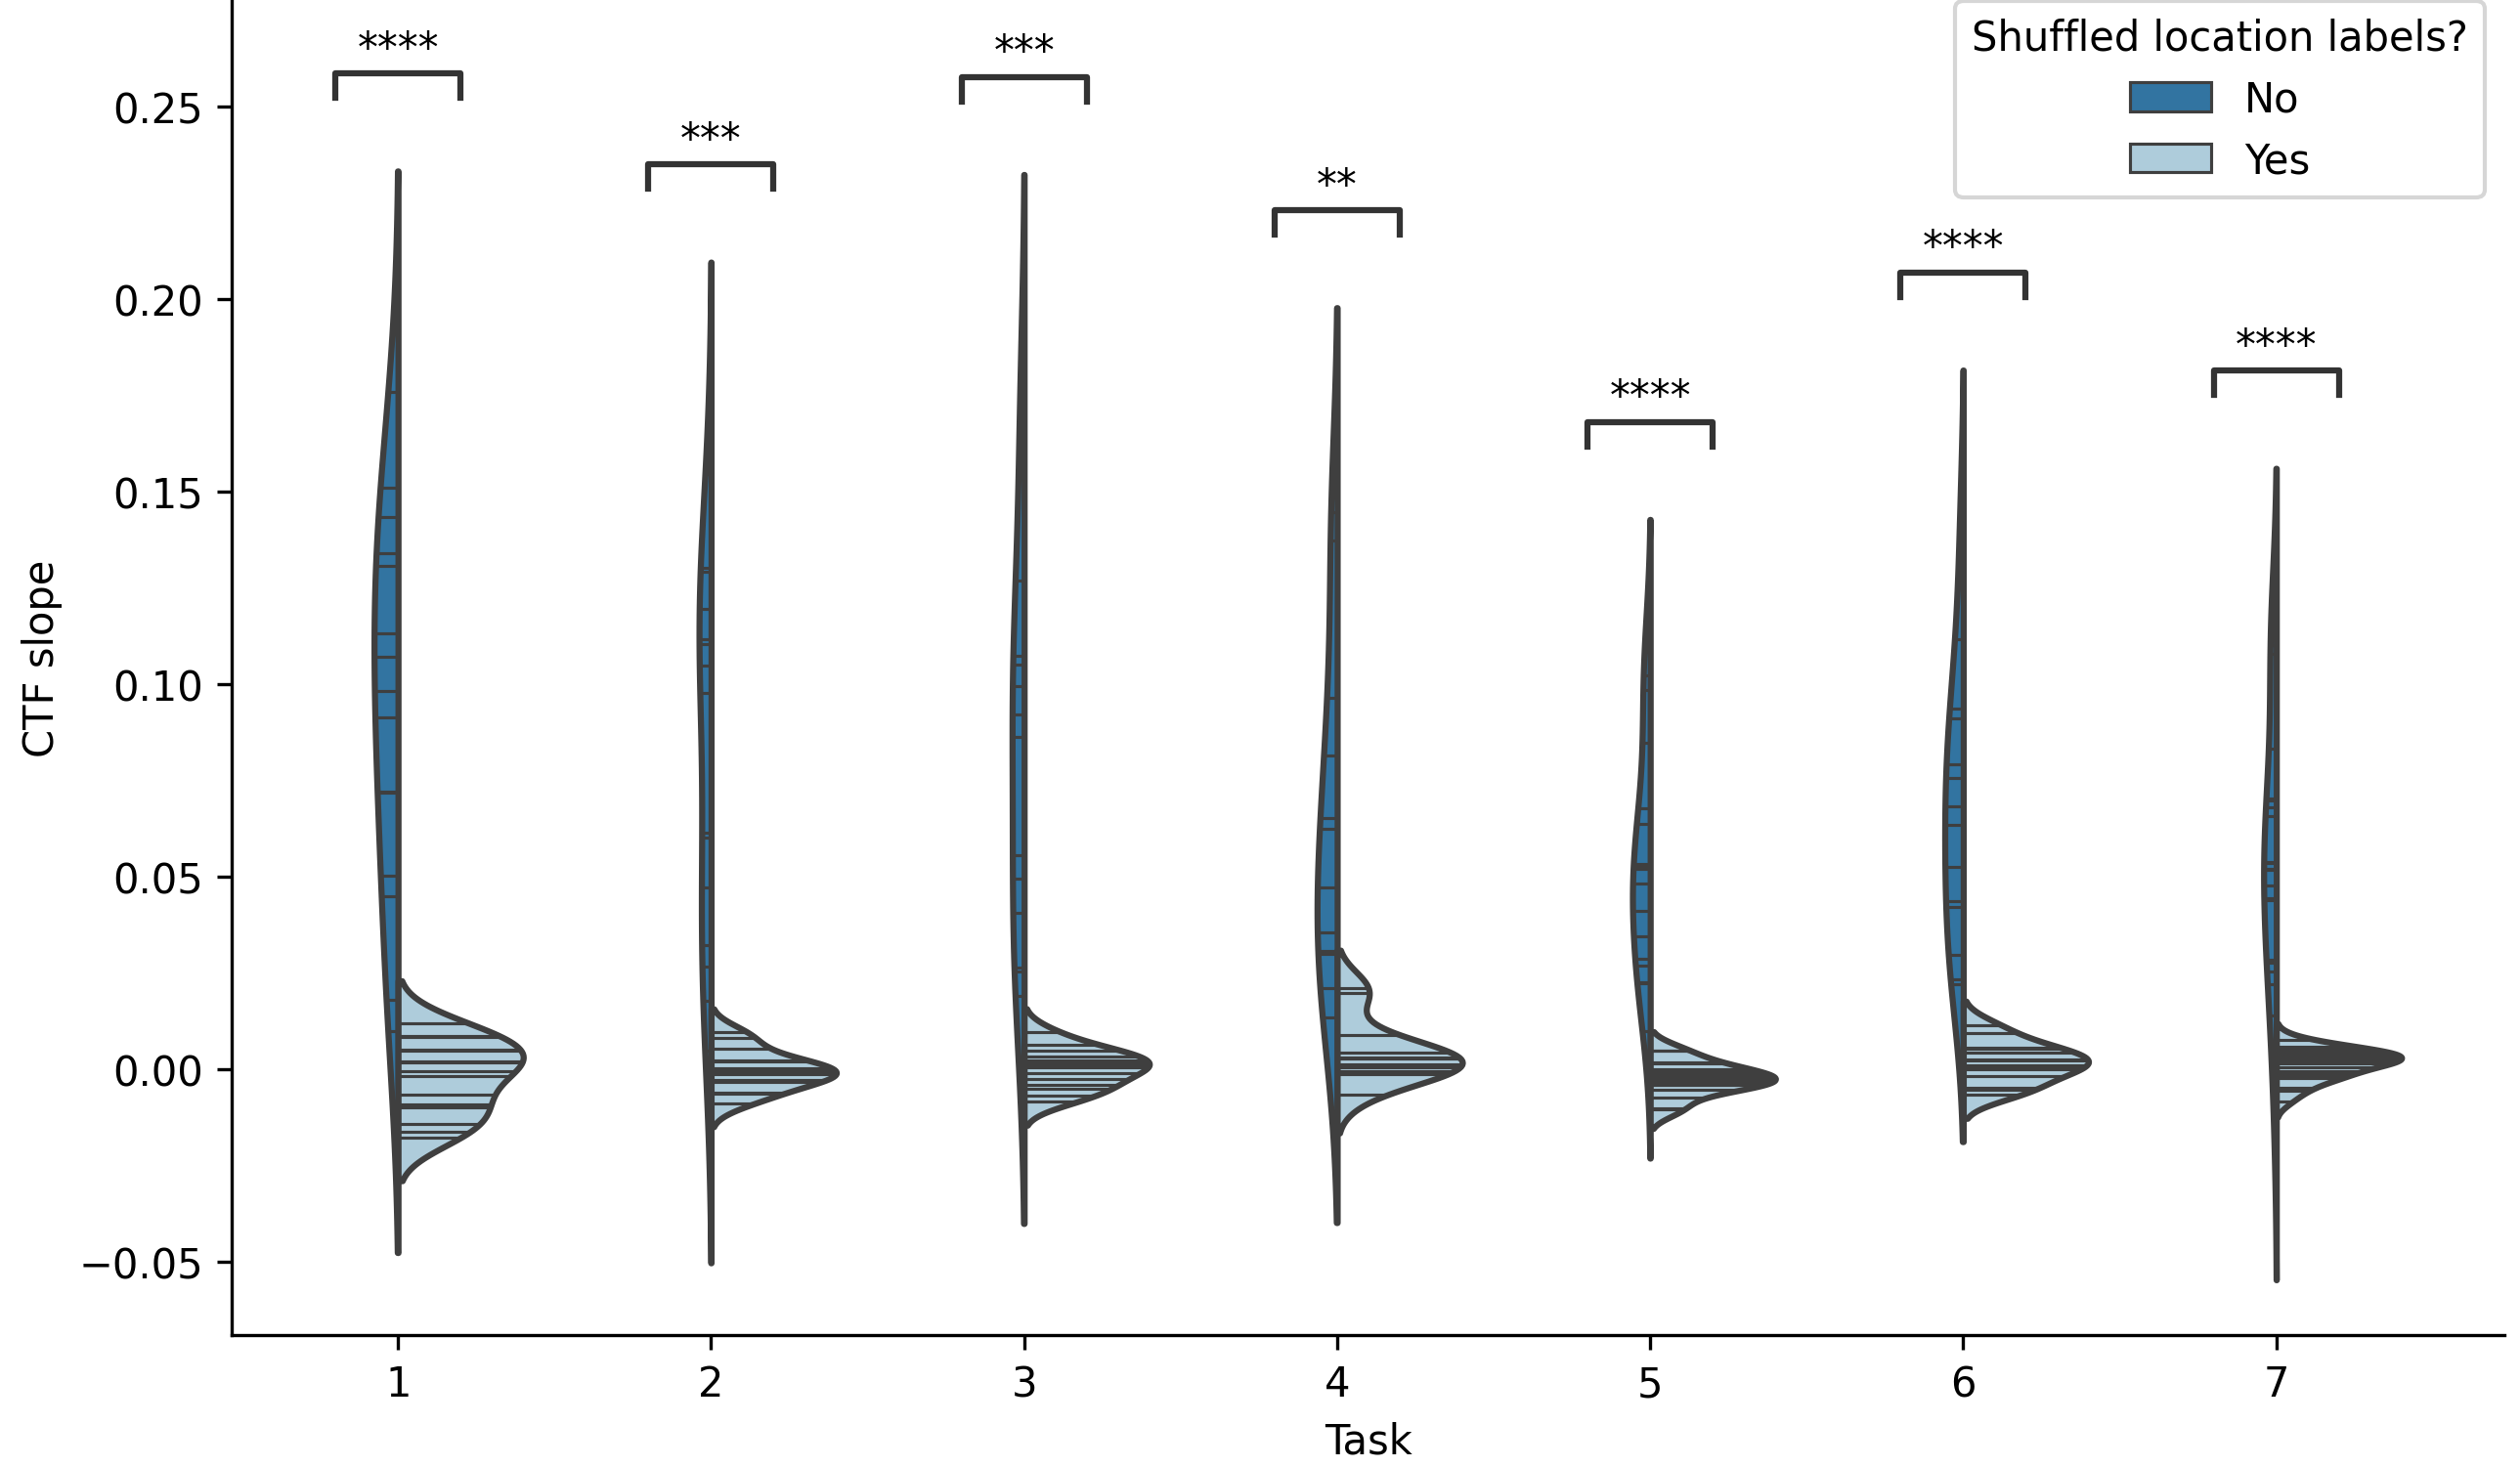 Shuffled location labels?
No
Yes
****
***
***
**
****
****
****
CTF slope
0.25
0.20
0.15
0.10
0.05
0.00
−0.05
1 2 3 4 5 6 7
Task